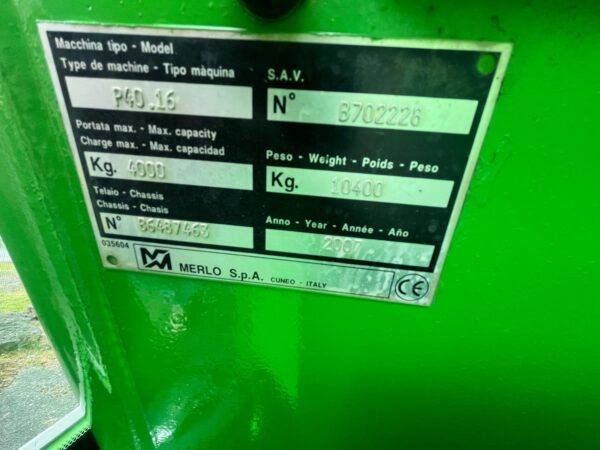 Macchina tipo - Model
Type de machine - Tipo màquina
P40.16
S.A.V.
N° B702226
Portata max. - Max. capacity
Charge max. - Max. capacidad
Kg. 4000
Peso - Weight - Poids - Peso
Kg. 10400
Telaio - Chassis
Chassis - Chasis
N° B6487463
Anno - Year - Année - Año
2007
035604
MERLO S.p.A. CUNEO - ITALY
CE